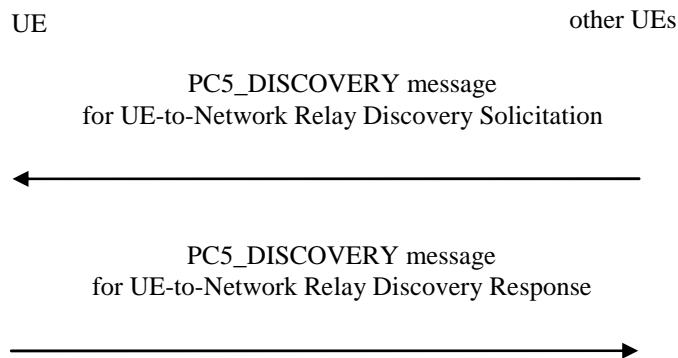 UE
other UEs
PC5_DISCOVERY message
for UE-to-Network Relay Discovery Solicitation
PC5_DISCOVERY message
for UE-to-Network Relay Discovery Response